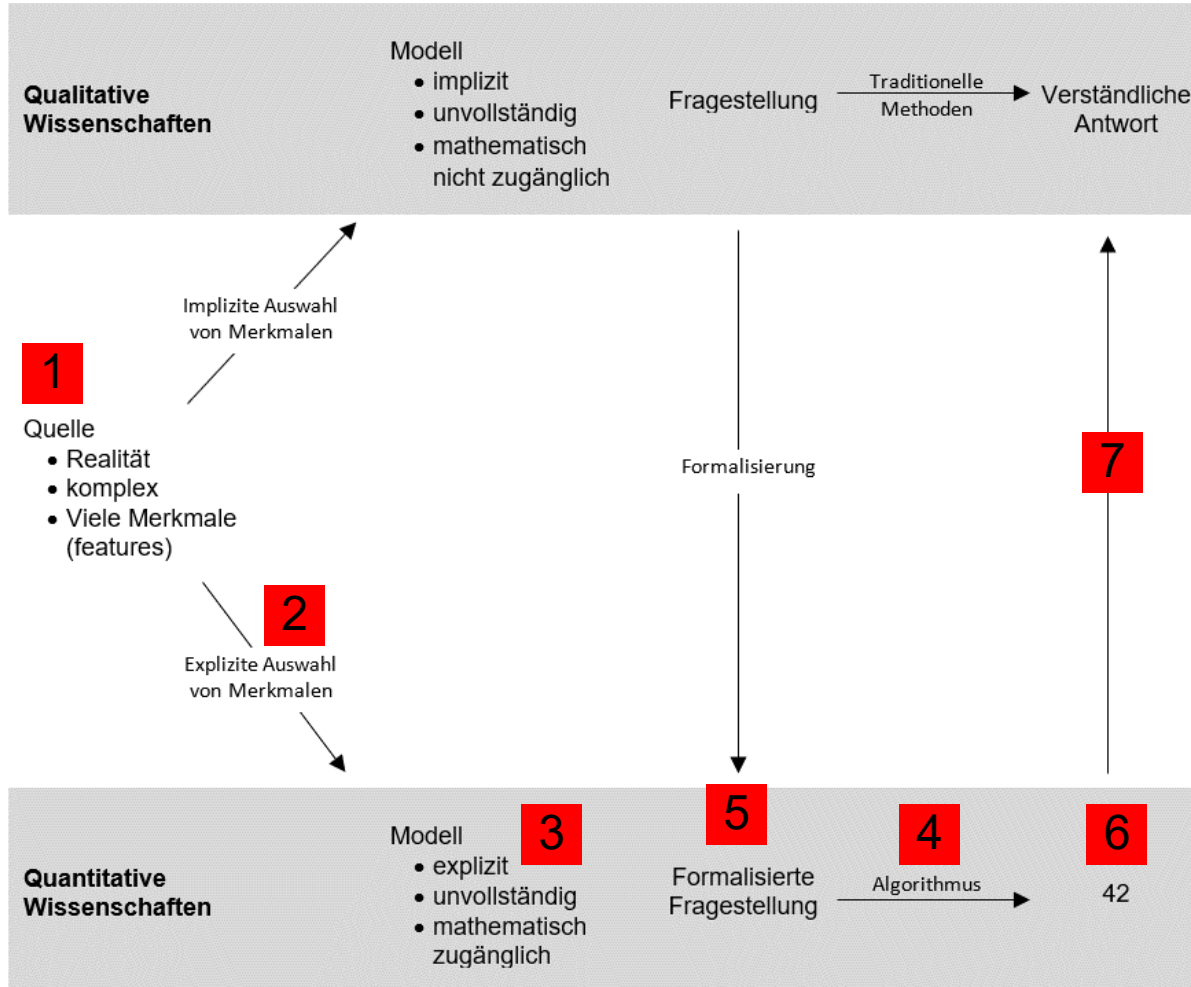 Qualitative
Wissenschaften
Modell
• implizit
• unvollständig
• mathematisch
nicht zugänglich
Fragestellung
Traditionelle
Methoden
Verständliche
Antwort
Implizite Auswahl
von Merkmalen
1
Quelle
• Realität
• komplex
• Viele Merkmale
(features)
Formalisierung
7
2
Explizite Auswahl
von Merkmalen
Quantitative
Wissenschaften
Modell
3
• explizit
• unvollständig
• mathematisch
zugänglich
5
Formalisierte
Fragestellung
4
Algorithmus
6
42